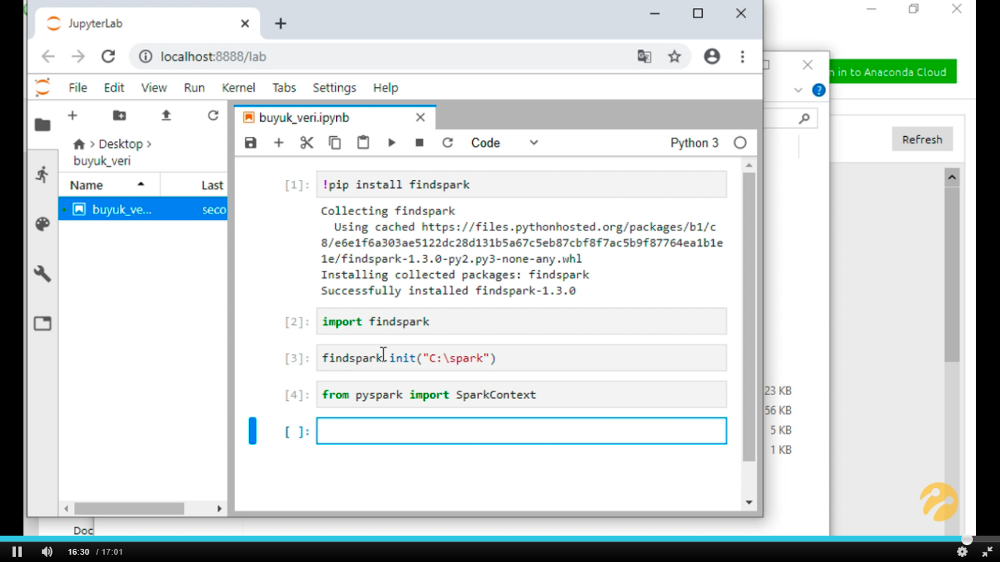 JupyterLab
localhost:8888/lab
n in to Anaconda Cloud
File Edit View Run Kernel Tabs Settings Help
buyuk_veri.ipynb
Refresh
Desktop
buyuk_veri
Code
Python 3
Name Last
buyuk_ve... seco
[1]: !pip install findspark
Collecting findspark
Using cached https://files.pythonhosted.org/packages/b1/c
8/e6e1f6a303ae5122dc28d131b5a67c5eb87cbf8f7ac5b9f87764ea1b1e
1e/findspark-1.3.0-py2.py3-none-any.whl
Installing collected packages: findspark
Successfully installed findspark-1.3.0
[2]: import findspark
[3]: findspark.init("C:\spark")
[4]: from pyspark import SparkContext
[ ]:
23 KB
56 KB
5 KB
1 KB
Doc
16:30 / 17:01